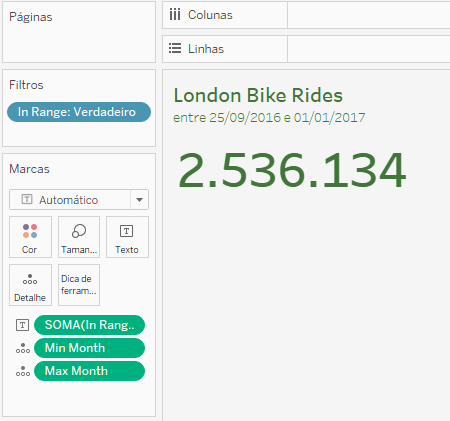 Páginas
Colunas
Linhas
Filtros
In Range: Verdadeiro
Marcas
Automático
Cor
Taman...
Texto
Detalhe
Dica de
ferram...
SOMA(In Rang..
Min Month
Max Month
London Bike Rides
entre 25/09/2016 e 01/01/2017
2.536.134